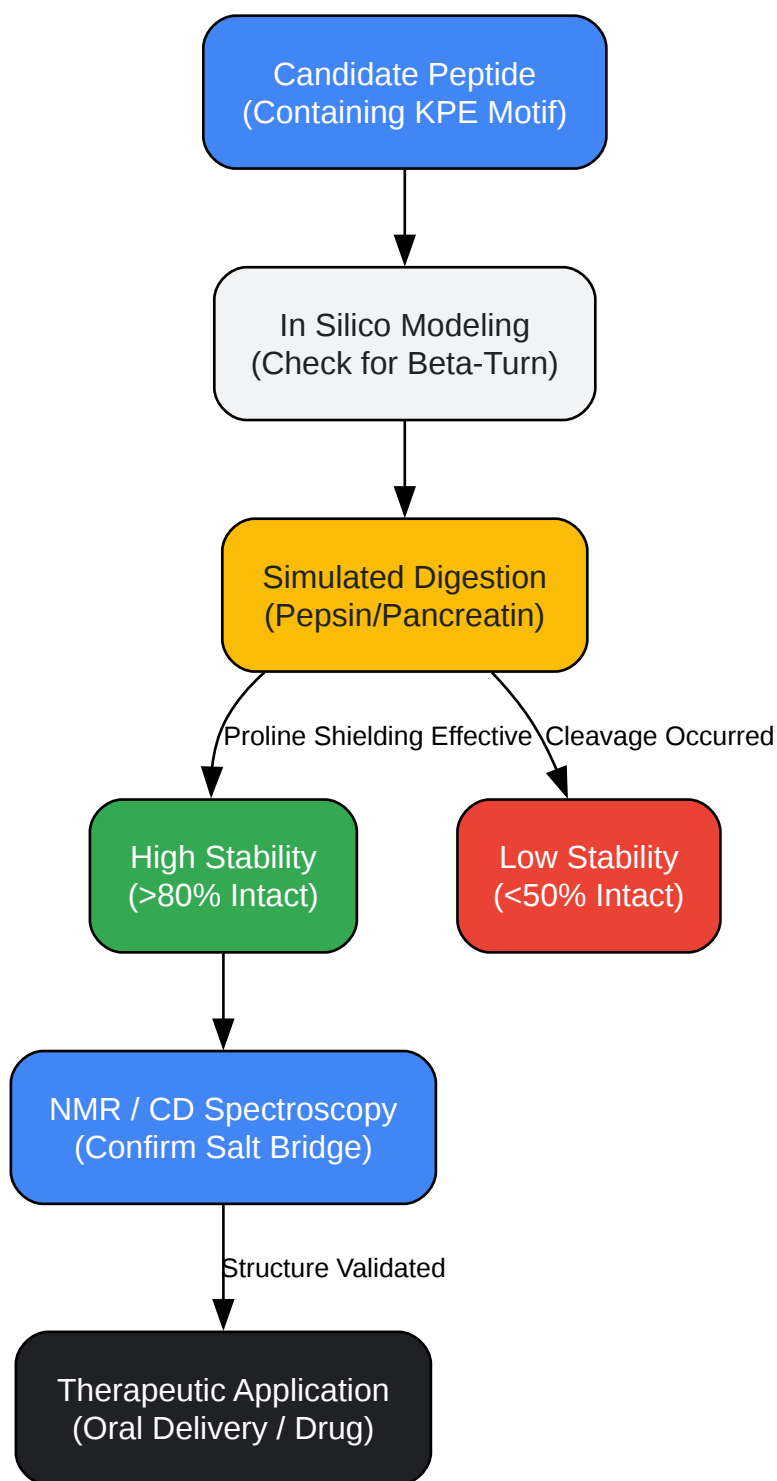 Candidate Peptide
(Containing KPE Motif)
In Silico Modeling
(Check for Beta-Turn)
Simulated Digestion
(Pepsin/Pancreatin)
Proline Shielding Effective
Cleavage Occurred
High Stability
(>80% Intact)
Low Stability
(<50% Intact)
NMR / CD Spectroscopy
(Confirm Salt Bridge)
Structure Validated
Therapeutic Application
(Oral Delivery / Drug)